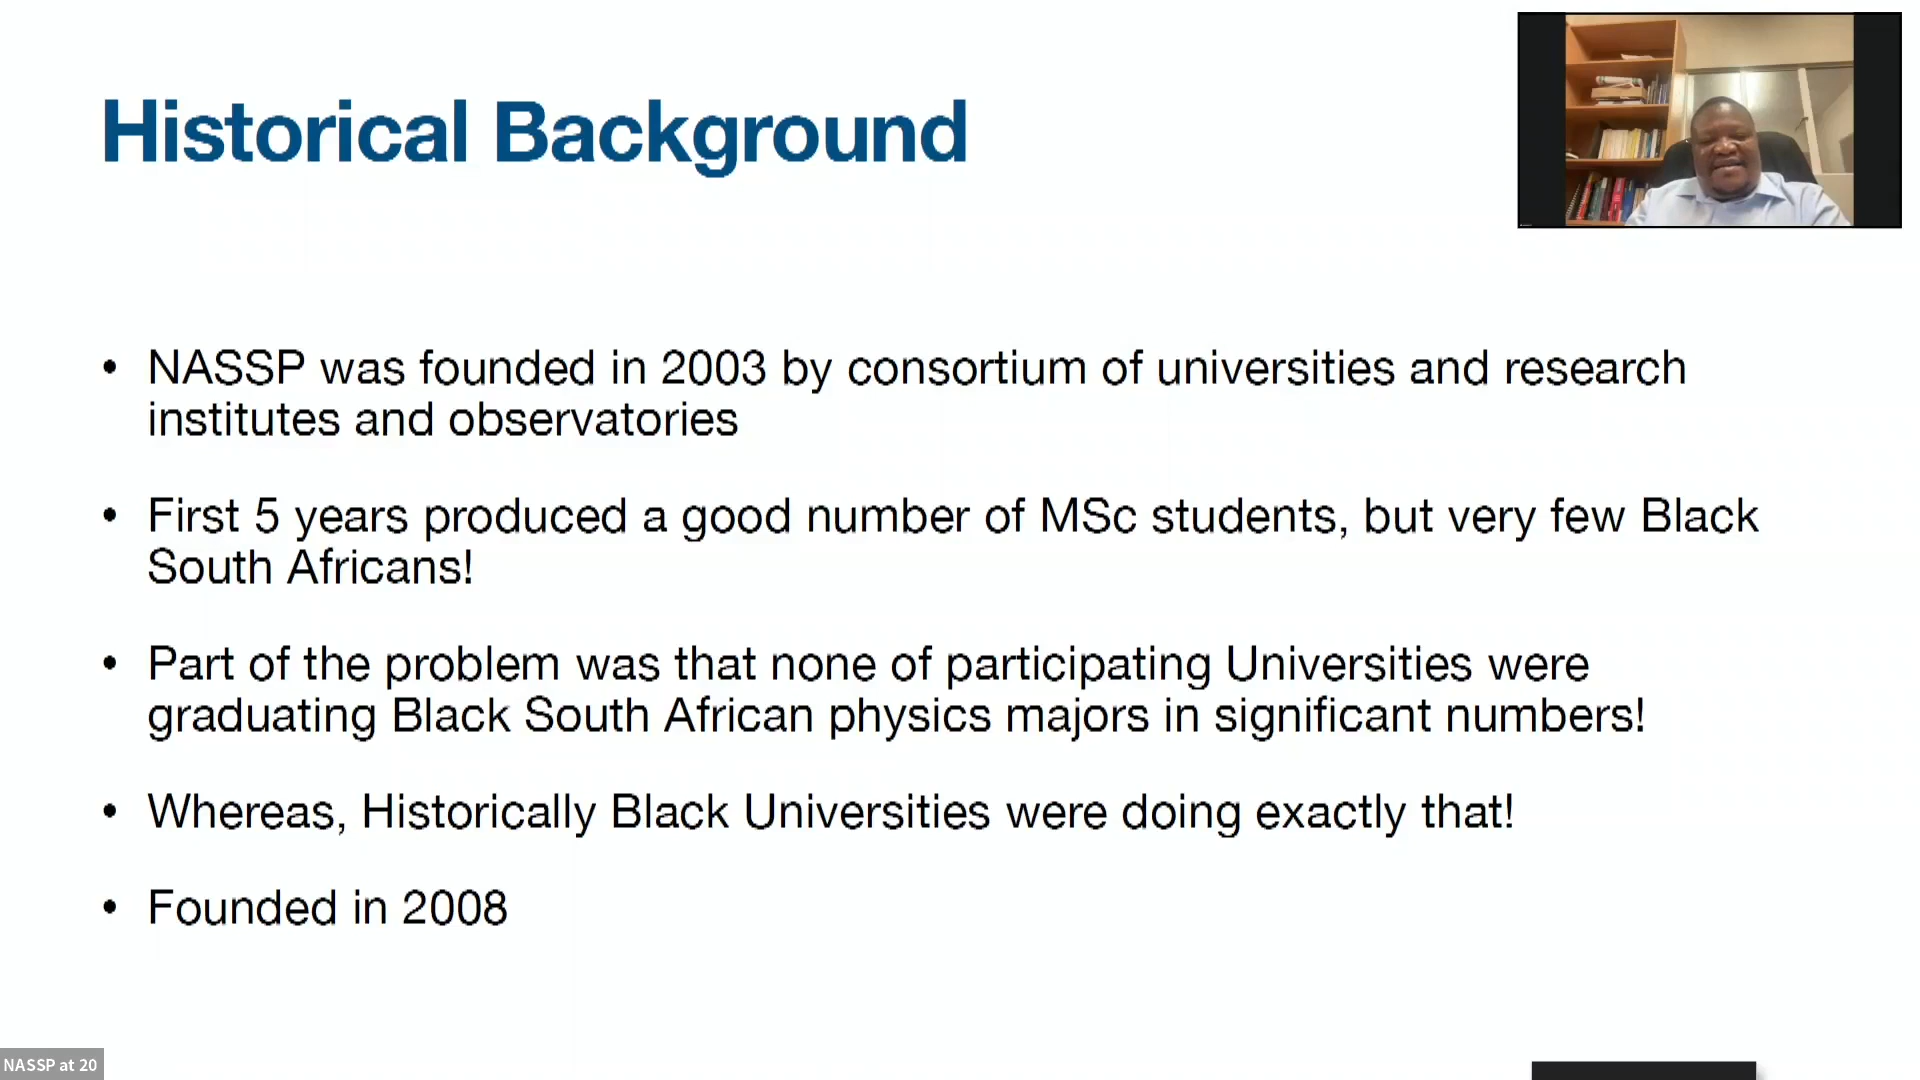 Historical Background
• NASSP was founded in 2003 by consortium of universities and research
institutes and observatories
• First 5 years produced a good number of MSc students, but very few Black
South Africans!
• Part of the problem was that none of participating Universities were
graduating Black South African physics majors in significant numbers!
• Whereas, Historically Black Universities were doing exactly that!
• Founded in 2008
NASSP at 20